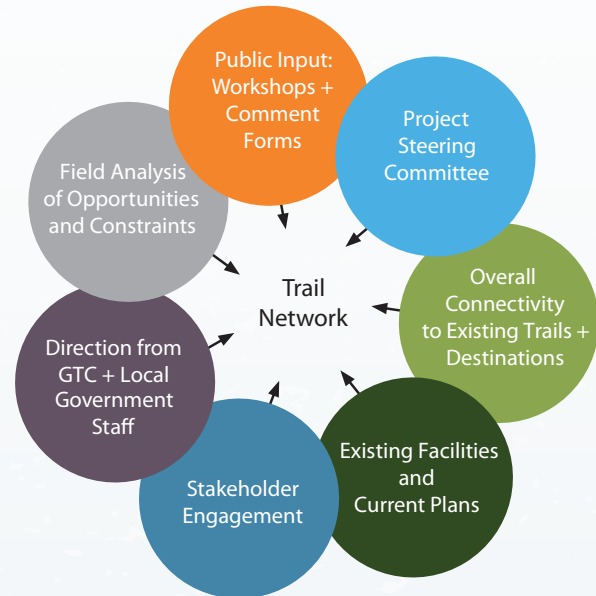 Public Input:
Workshops +
Comment
Forms
Project
Steering
Committee
Overall
Connectivity
to Existing Trails +
Destinations
Existing Facilities
and
Current Plans
Stakeholder
Engagement
Direction from
GTC + Local
Government
Staff
Field Analysis
of Opportunities
and Constraints
Trail
Network